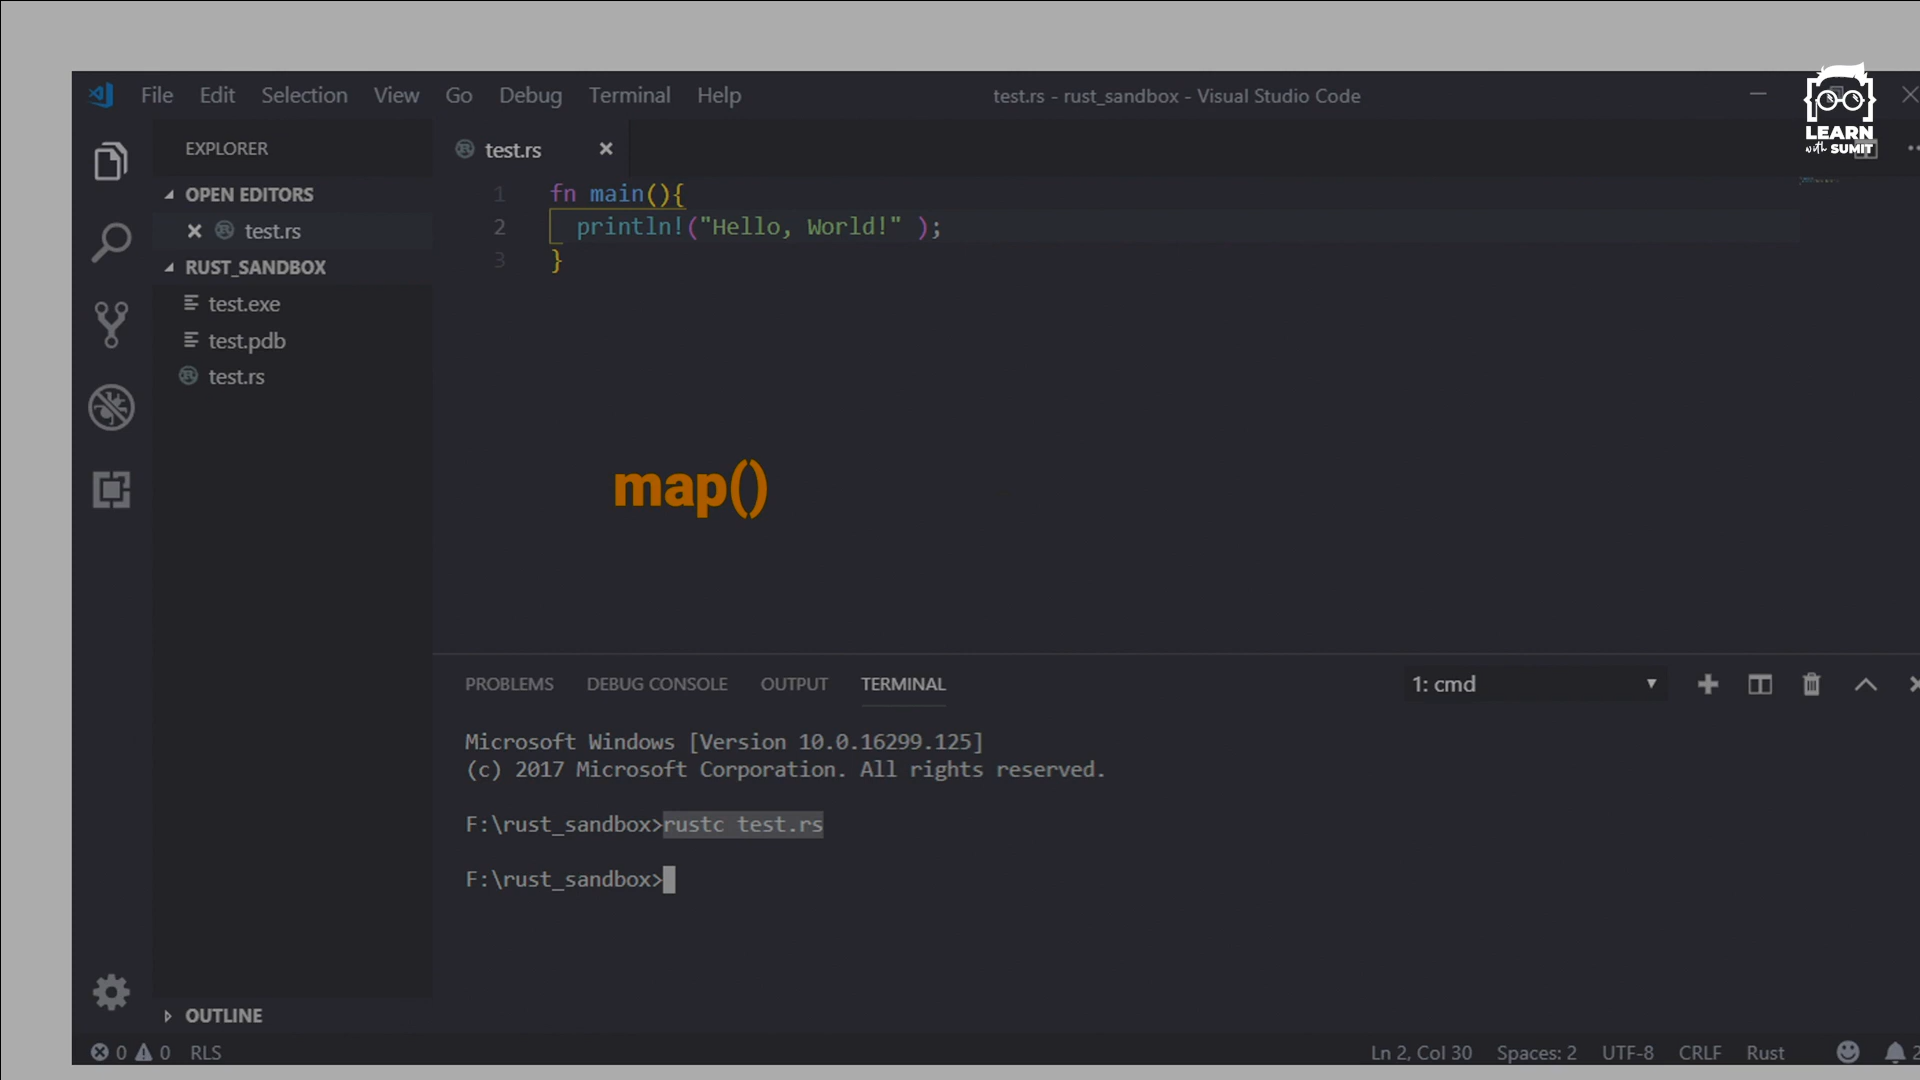 File Edit Selection View Go Debug Terminal Help
test.rs - rust_sandbox - Visual Studio Code
LEARN
with SUMIT
EXPLORER
OPEN EDITORS
test.rs
RUST_SANDBOX
test.exe
test.pdb
test.rs
OUTLINE
test.rs
1 fn main(){
2 println!("Hello, World!" );
3 }
map()
PROBLEMS DEBUG CONSOLE OUTPUT TERMINAL
1: cmd
Microsoft Windows [Version 10.0.16299.125]
(c) 2017 Microsoft Corporation. All rights reserved.
F:\rust_sandbox>rustc test.rs
F:\rust_sandbox>
0 0 RLS
Ln 2, Col 30 Spaces: 2 UTF-8 CRLF Rust 2